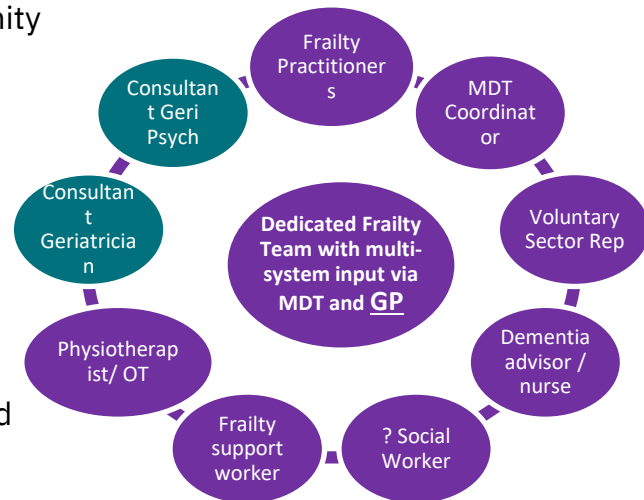 nity
Frailty
Practitioner
s
Consultan
t Geri
Psych
MDT
Coordinat
or
Consultan
t
Geriatricia
n
Dedicated Frailty
Team with multi-
system input via
MDT and GP
Voluntary
Sector Rep
Physiotherap
ist/ OT
Dementia
advisor /
nurse
d
Frailty
support
worker
? Social
Worker